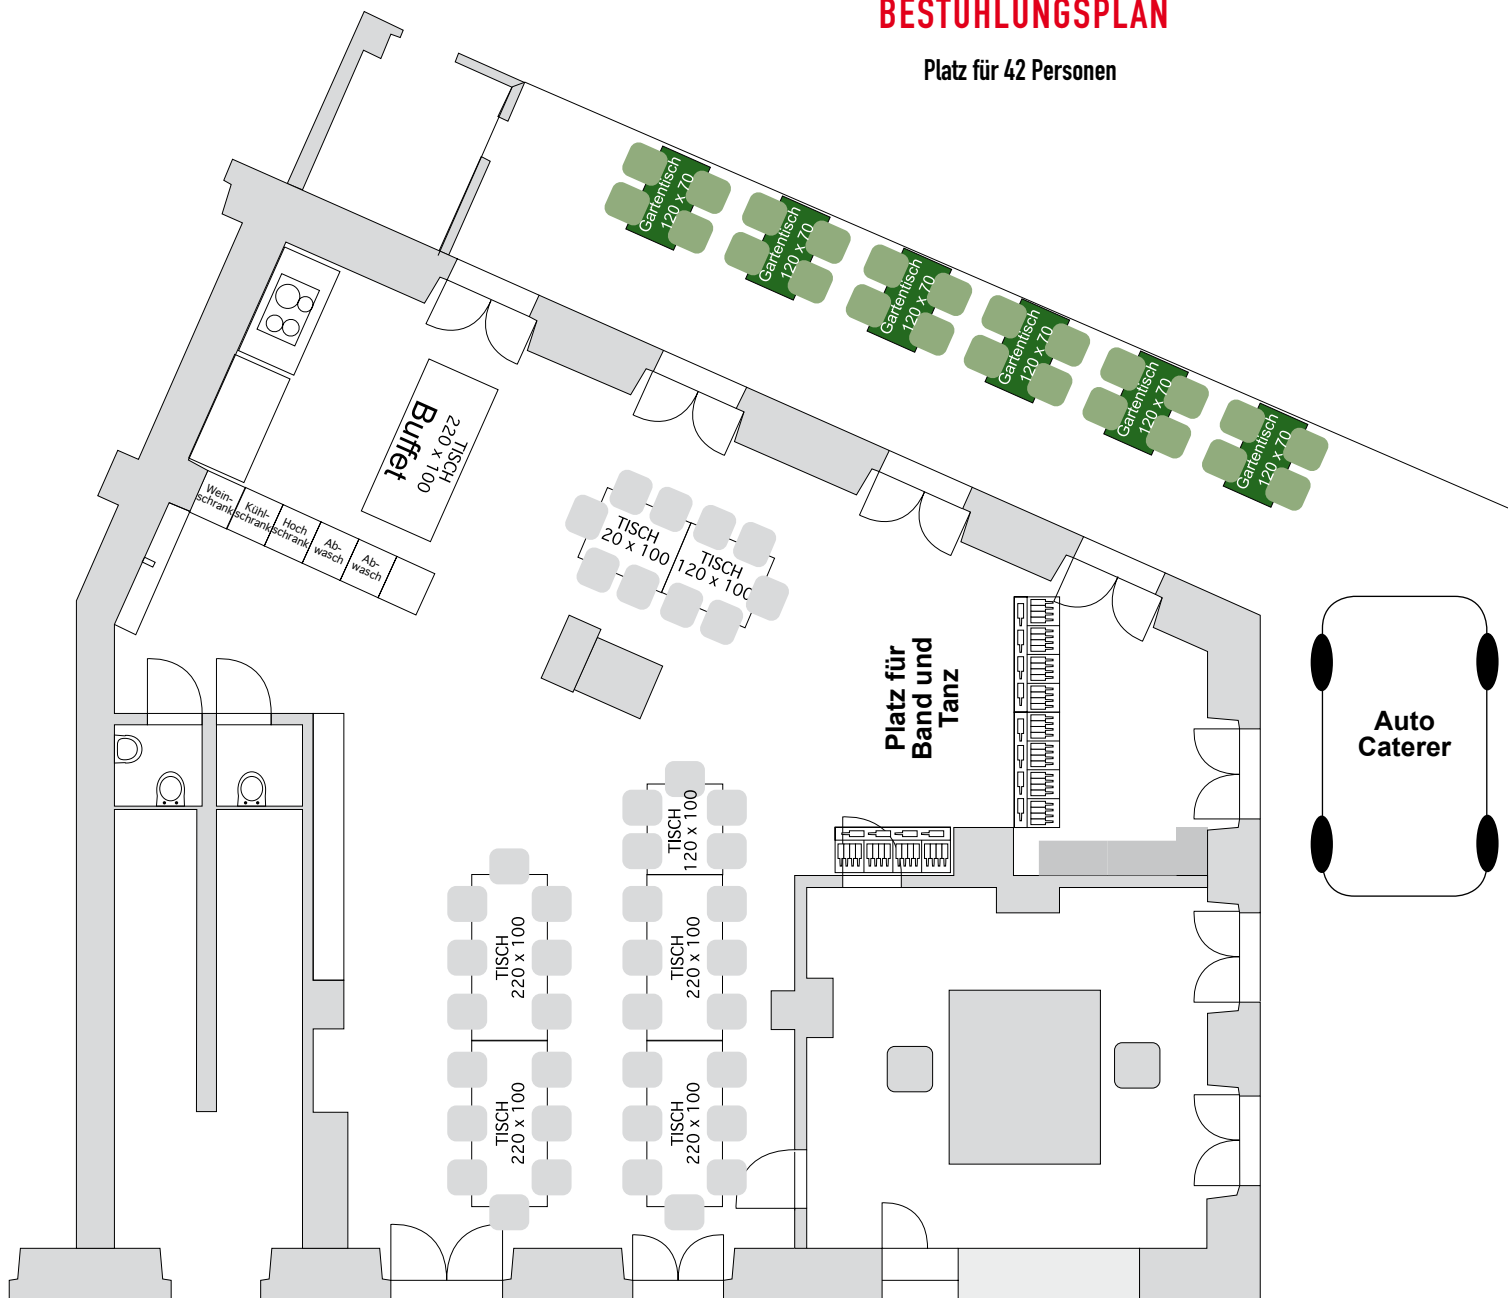 BESTUHLUNGSPLAN
Platz für 42 Personen
Gartentisch
120 x 70
Gartentisch
120 x 70
Gartentisch
120 x 70
Gartentisch
120 x 70
Gartentisch
120 x 70
Gartentisch
120 x 70
TISCH
220 x 100
Buffet
Wein-
schrank
Kühl-
schrank
Hoch
schrank
Ab-
wasch
Ab-
wasch
TISCH
20 x 100
TISCH
120 x 100
Platz für
Band und
Tanz
Auto
Caterer
TISCH
120 x 100
TISCH
220 x 100
TISCH
220 x 100
TISCH
220 x 100
TISCH
220 x 100